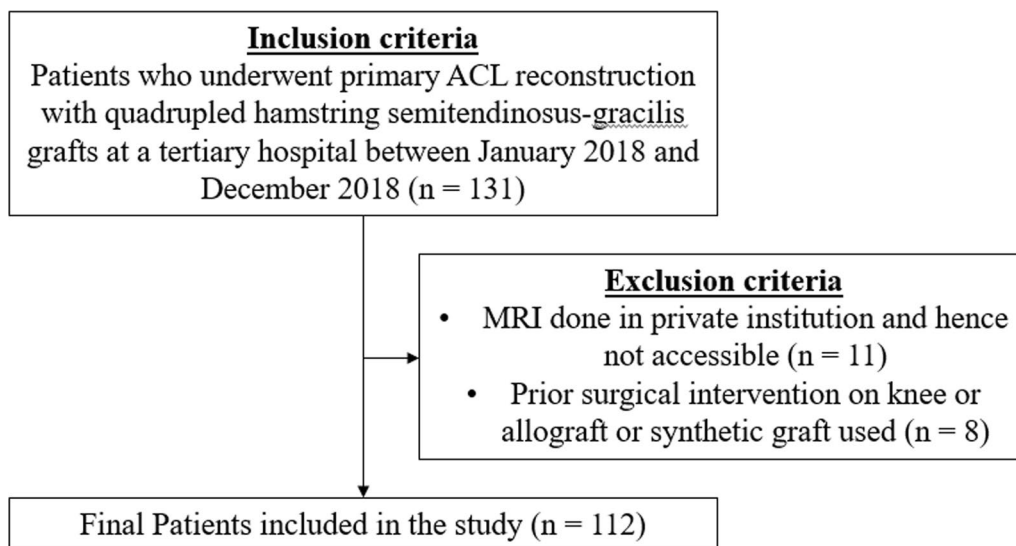 Inclusion criteria
Patients who underwent primary ACL reconstruction
with quadrupled hamstring semitendinosus-gracilis
grafts at a tertiary hospital between January 2018 and
December 2018 (n = 131)
Exclusion criteria
• MRI done in private institution and hence
not accessible (n = 11)
• Prior surgical intervention on knee or
allograft or synthetic graft used (n = 8)
Final Patients included in the study (n = 112)